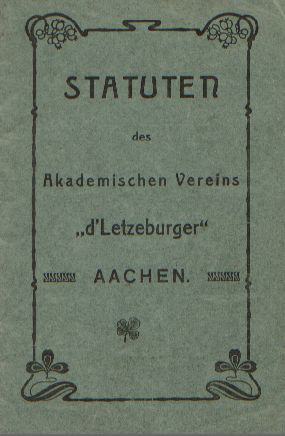 STATUTEN
des
Akademischen Vereins
„d'Letzeburger“
AACHEN.